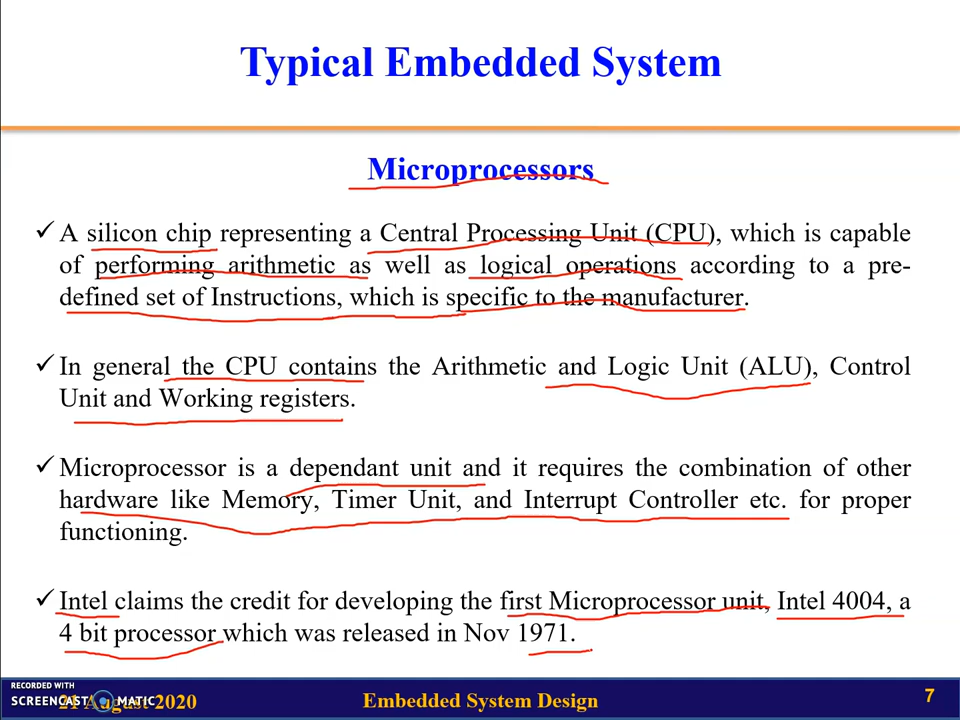 Typical Embedded System
Microprocessors
✓ A silicon chip representing a Central Processing Unit (CPU), which is capable
of performing arithmetic as well as logical operations according to a pre-
defined set of Instructions, which is specific to the manufacturer.
✓ In general the CPU contains the Arithmetic and Logic Unit (ALU), Control
Unit and Working registers.
✓ Microprocessor is a dependant unit and it requires the combination of other
hardware like Memory, Timer Unit, and Interrupt Controller etc. for proper
functioning.
✓ Intel claims the credit for developing the first Microprocessor unit, Intel 4004, a
4 bit processor which was released in Nov 1971.
RECORDED WITH
SCREENCAST MATIC
21 August 2020
Embedded System Design
7